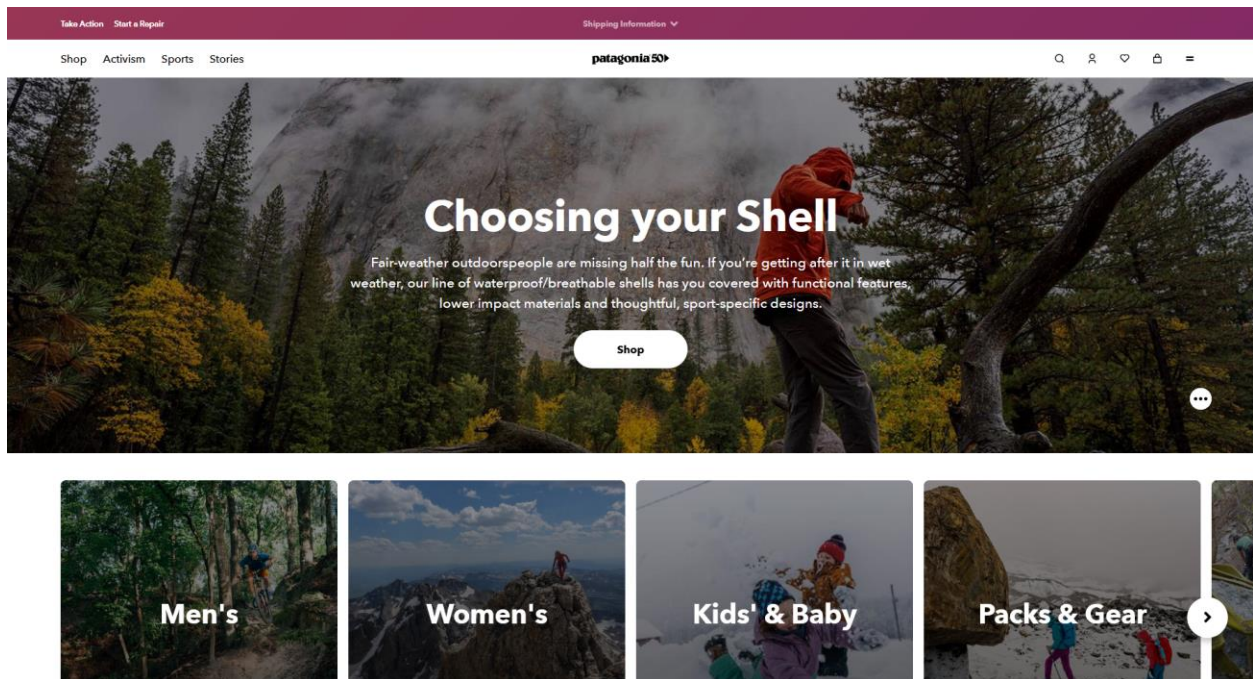 Take Action Start a Repair Shipping Information
Shop Activism Sports Stories patagonia 50
Choosing your Shell
Fair-weather outdoorspeople are missing half the fun. If you're getting after it in wet
weather, our line of waterproof/breathable shells has you covered with functional features,
lower impact materials and thoughtful, sport-specific designs.
Shop
Men's Women's Kids' & Baby Packs & Gear